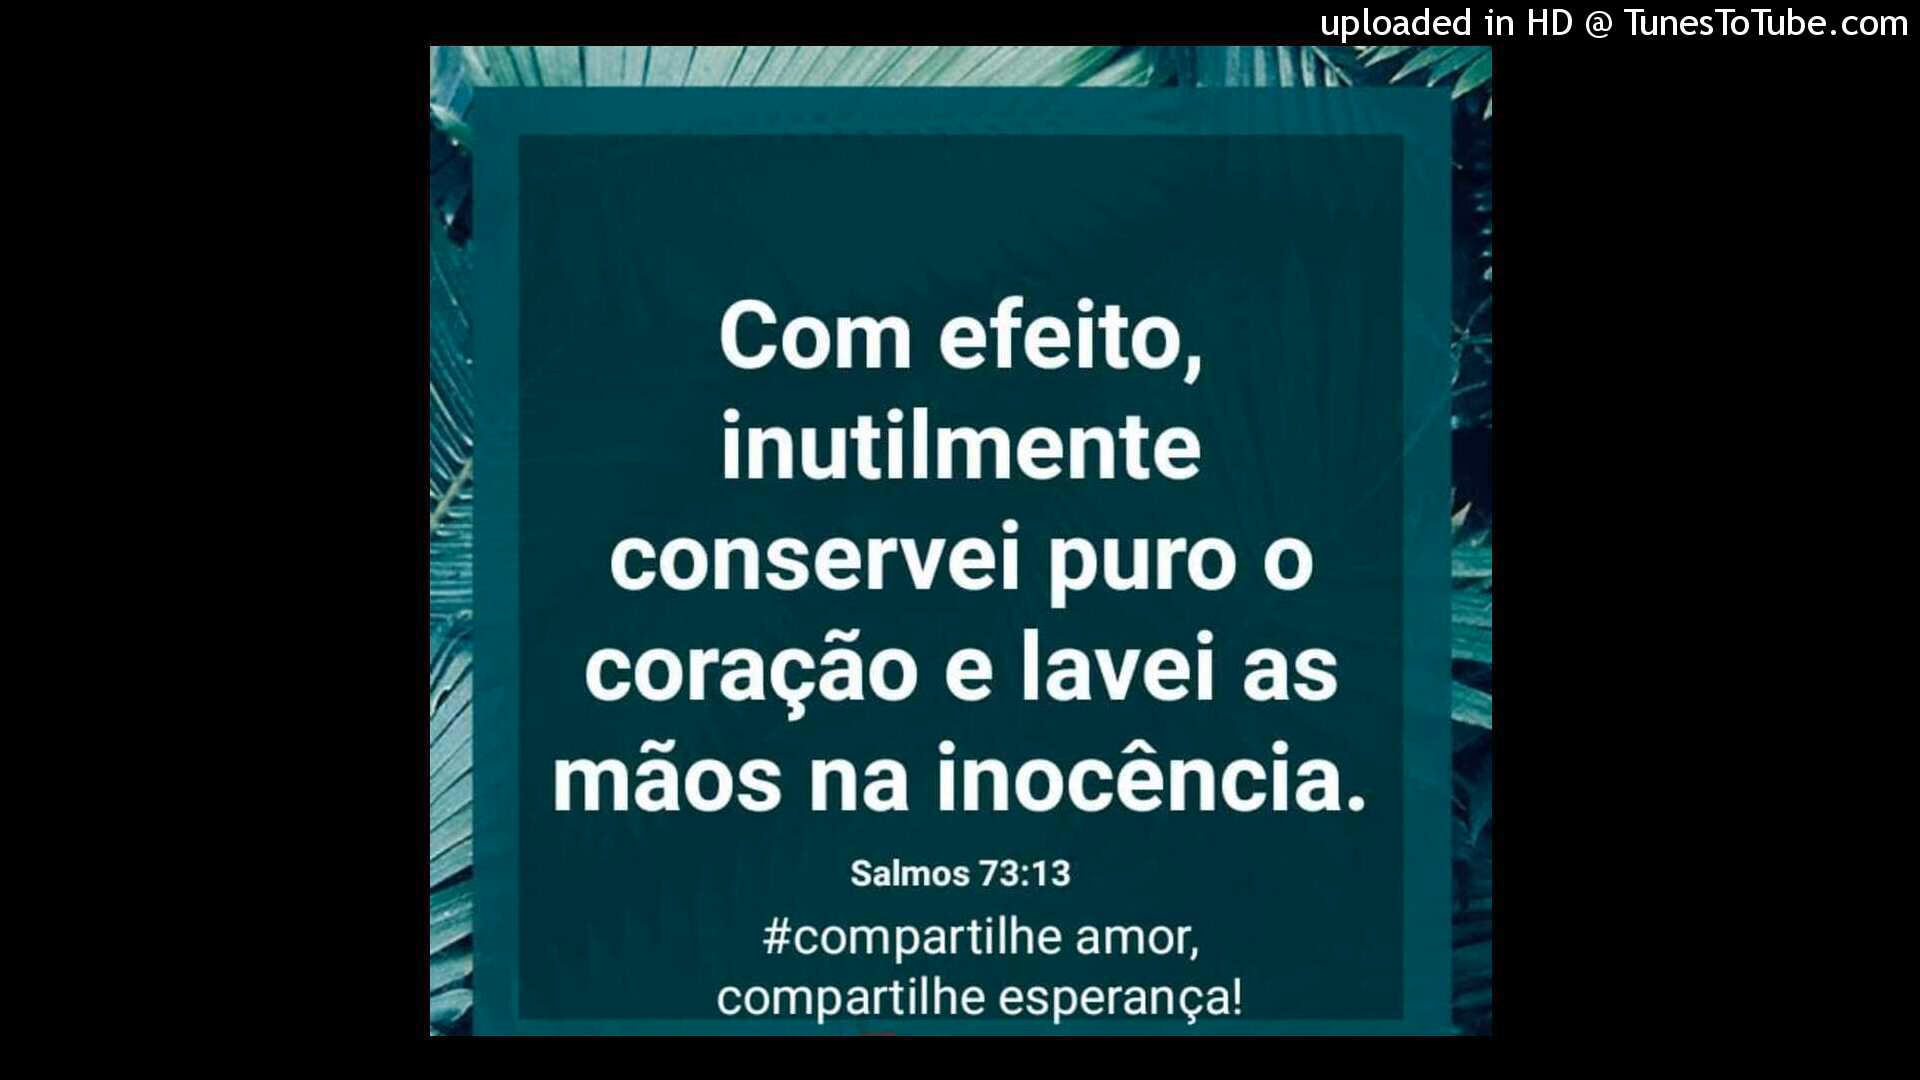 uploaded in HD @ TunesToTube.com
Com efeito,
inutilmente
conservei puro o
coração e lavei as
mãos na inocência.
Salmos 73:13
#compartilhe amor,
compartilhe esperança!